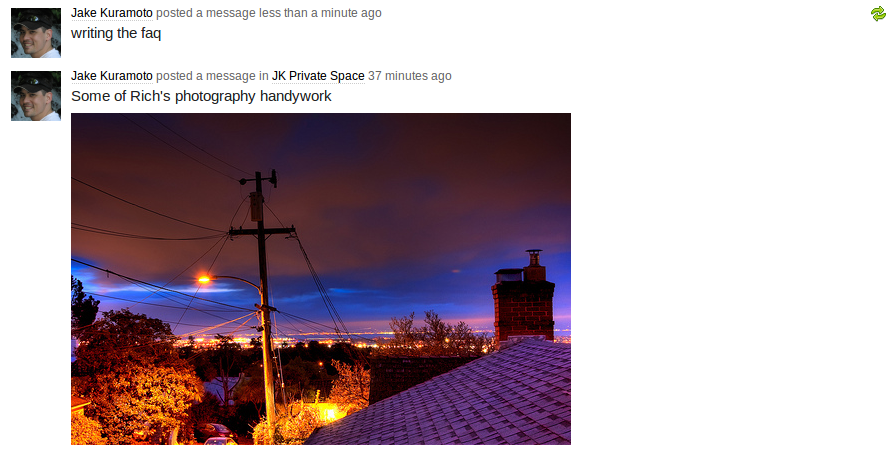 Jake Kuramoto posted a message less than a minute ago
writing the faq
Jake Kuramoto posted a message in JK Private Space 37 minutes ago
Some of Rich's photography handywork